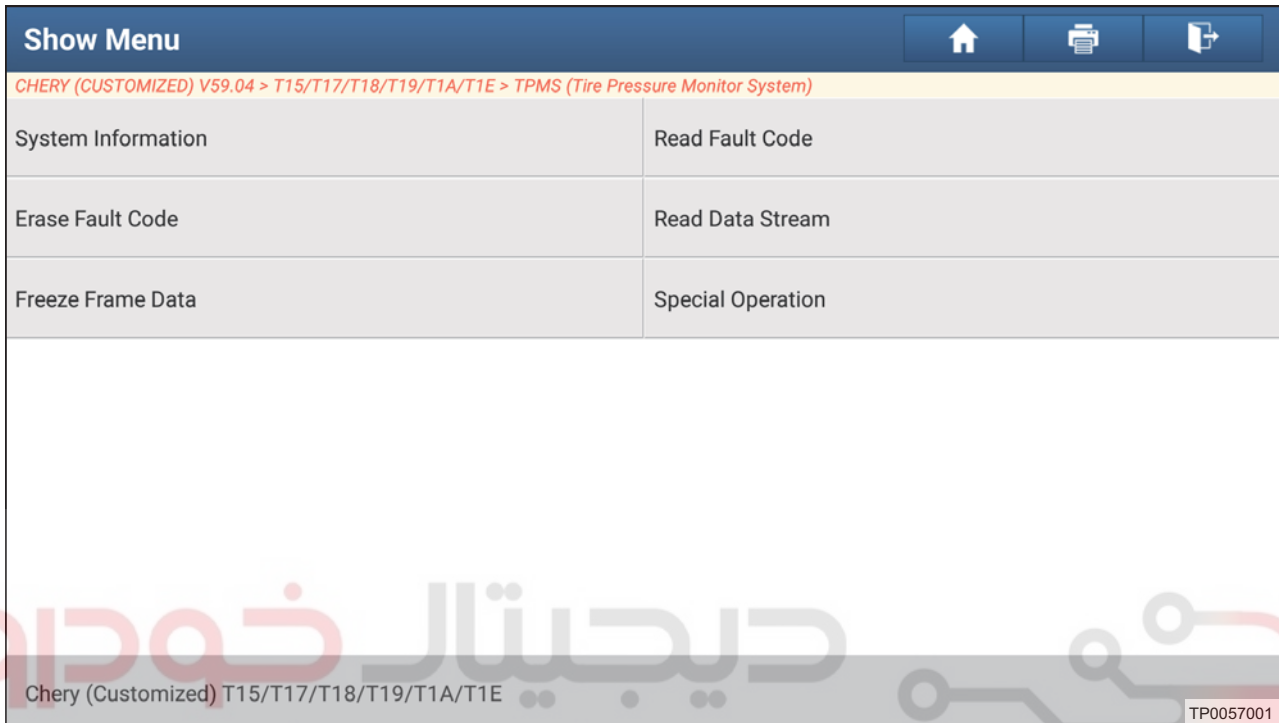 Show Menu
CHERY (CUSTOMIZED) V59.04 > T15/T17/T18/T19/T1A/T1E > TPMS (Tire Pressure Monitor System)
System Information
Read Fault Code
Erase Fault Code
Read Data Stream
Freeze Frame Data
Special Operation
دیجیتال خودرو
Chery (Customized) T15/T17/T18/T19/T1A/T1E
TP0057001